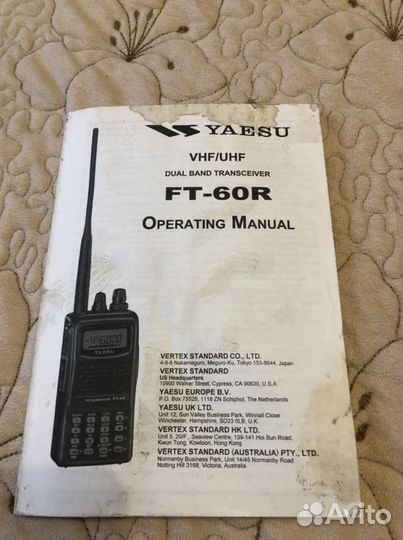 YAESU
VHF/UHF
DUAL BAND TRANSCEIVER
FT-60R
OPERATING MANUAL
-446.000
YAESU
VERTEX STANDARD CO., LTD.
4-8-8 Nakameguro, Meguro-Ku, Tokyo 153-8644, Japan
VERTEX STANDARD
US Headquarters
10900 Walker Street, Cypress, CA 90630, U.S.A.
YAESU EUROPE B.V.
P.O. Box 75525, 1118 ZN Schiphol, The Netherlands
YAESU UK LTD.
Unit 12, Sun Valley Business Park, Winnall Close
Winchester, Hampshire, SO23 0LB, U.K.
VERTEX STANDARD HK LTD.
Unit 5, 20/F., Seaview Centre, 139-141 Hoi Bun Road,
Kwun Tong, Kowloon, Hong Kong
VERTEX STANDARD (AUSTRALIA) PTY., LTD.
Normanby Business Park, Unit 14/45 Normanby Road
Notting Hill 3168, Victoria, Australia
Avito